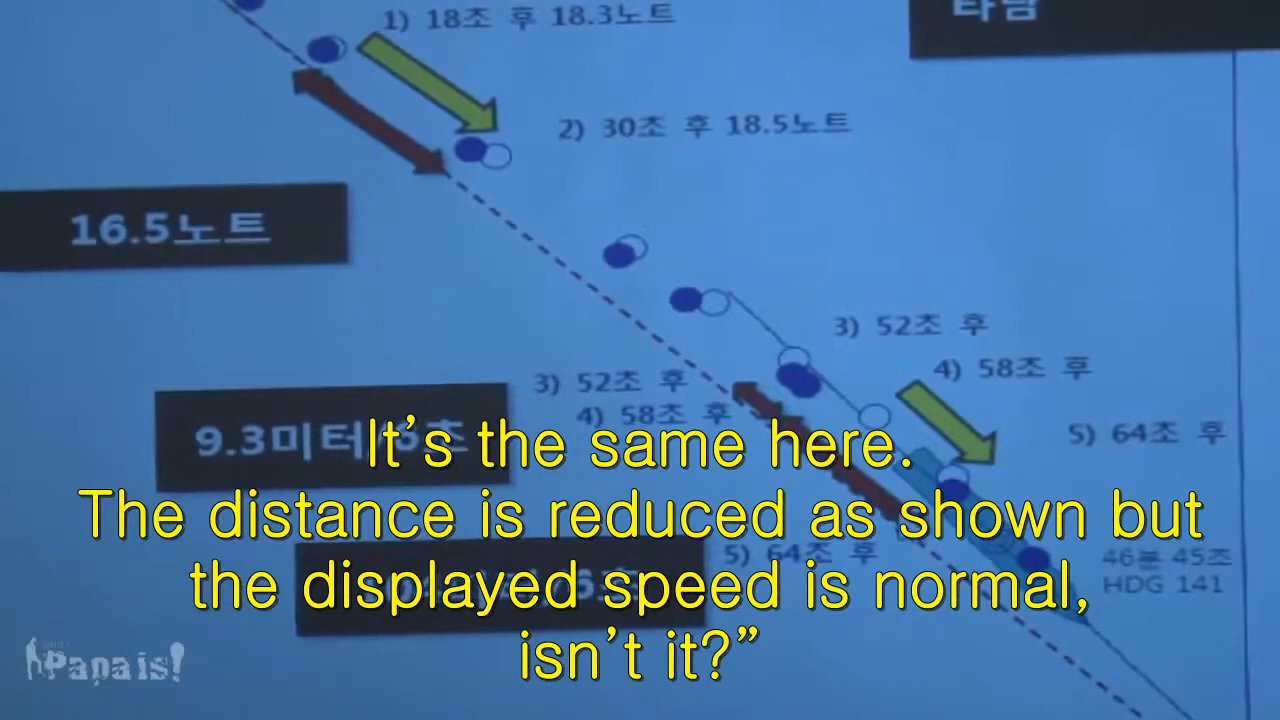 타남
1) 18초 후 18.3노트
2) 30초 후 18.5노트
16.5노트
3) 52초 후
4) 58초 후
3) 52초 후
4) 58초 후
5) 64초 후
9.3미터 6초
It's the same here.
The distance is reduced as shown but
the displayed speed is normal,
isn't it?"
5) 64초 후
46분 45초
HDG 141
Papa is!